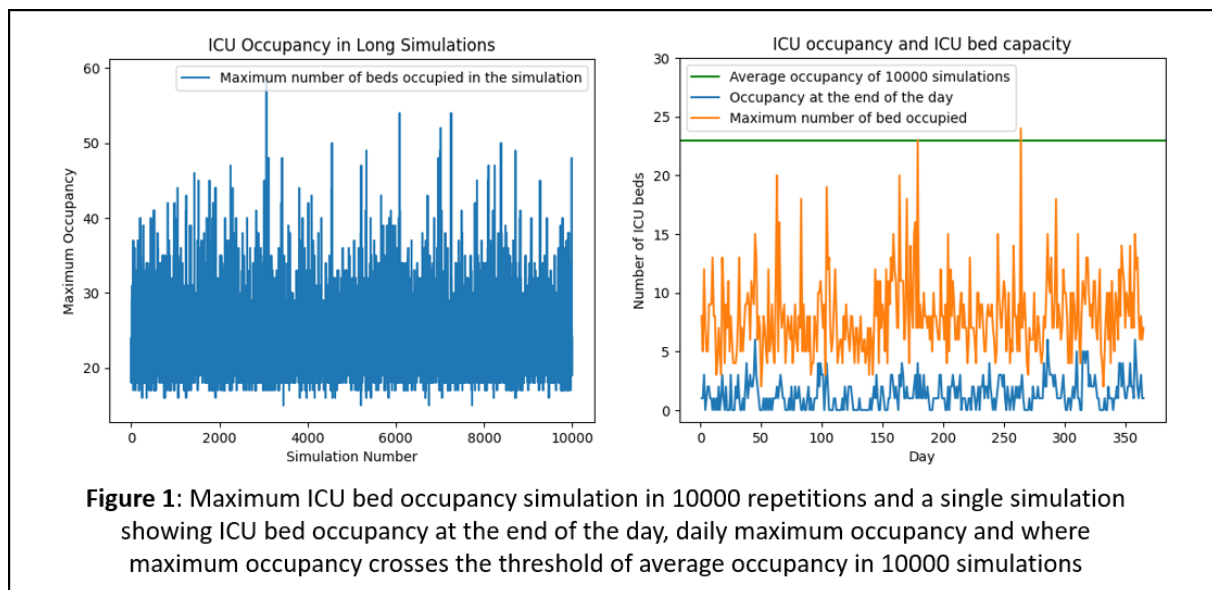 ICU Occupancy in Long Simulations
Maximum number of beds occupied in the simulation
Maximum Occupancy
60
50
40
30
20
0
2000
4000
6000
8000
10000
Simulation Number
ICU occupancy and ICU bed capacity
Average occupancy of 10000 simulations
Occupancy at the end of the day
Maximum number of bed occupied
Number of ICU beds
30
25
20
15
10
5
0
0
50
100
150
200
250
300
350
Day
Figure 1: Maximum ICU bed occupancy simulation in 10000 repetitions and a single simulation
showing ICU bed occupancy at the end of the day, daily maximum occupancy and where
maximum occupancy crosses the threshold of average occupancy in 10000 simulations